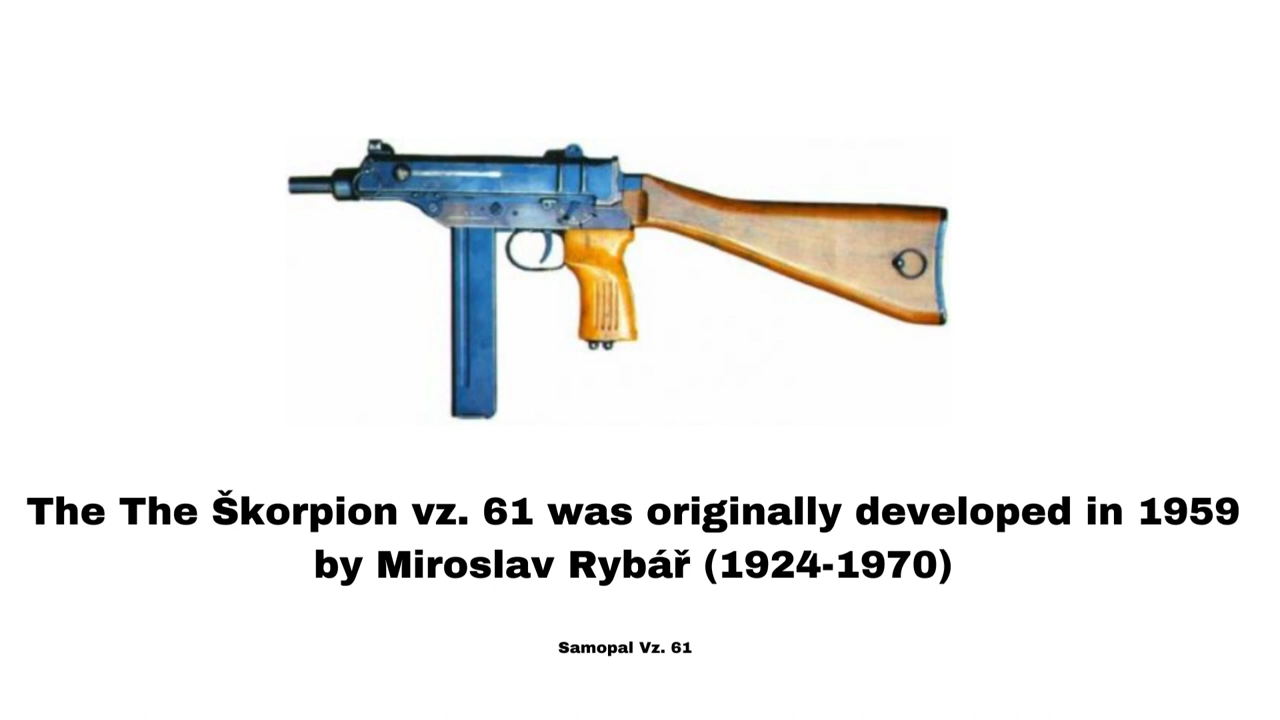 The The Škorpion vz. 61 was originally developed in 1959
by Miroslav Rybář (1924-1970)
Samopal Vz. 61